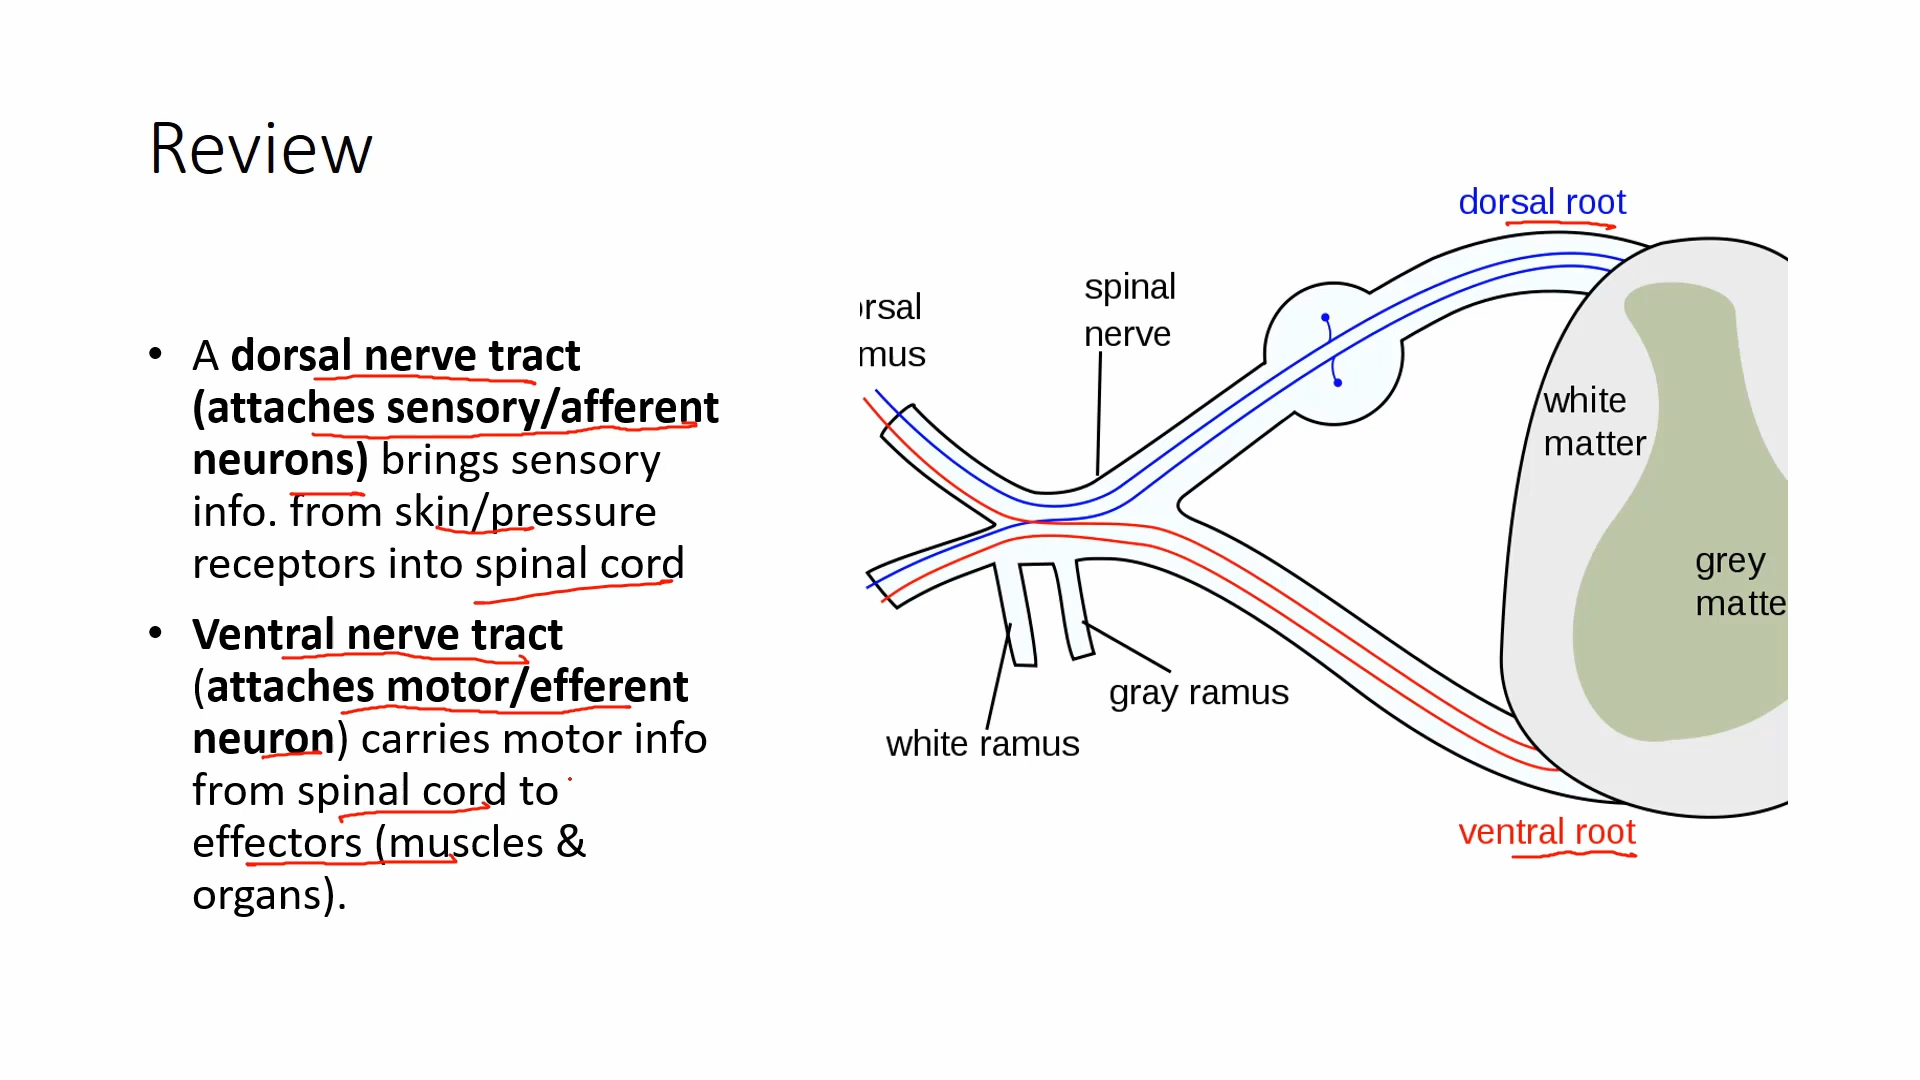 Review
• A dorsal nerve tract
(attaches sensory/afferent
neurons) brings sensory
info. from skin/pressure
receptors into spinal cord
• Ventral nerve tract
(attaches motor/efferent
neuron) carries motor info
from spinal cord to
effectors (muscles &
organs).
dorsal root
spinal
nerve
orsal
mus
white
matter
grey
matte
gray ramus
white ramus
ventral root